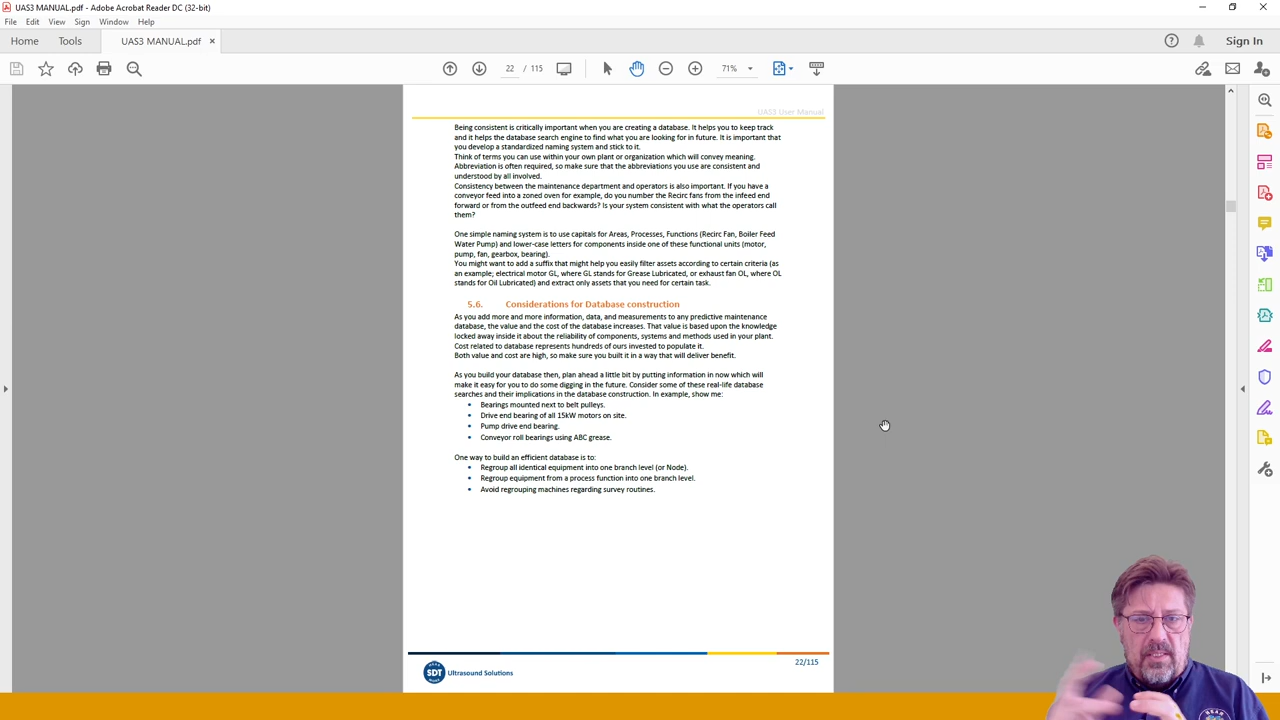 UAS3 MANUAL.pdf - Adobe Acrobat Reader DC (32-bit)
File Edit View Sign Window Help
Home Tools UAS3 MANUAL.pdf × Sign In
22 / 115 71%
UAS3 User Manual
Being consistent is critically important when you are creating a database. It helps you to keep track
and it helps the database search engine to find what you are looking for in future. It is important that
you develop a standardized naming system and stick to it.
Think of terms you can use within your own plant or organization which will convey meaning.
Abbreviation is often required, so make sure that the abbreviations you use are consistent and
understood by all involved.
Consistency between the maintenance department and operators is also important. If you have a
conveyor feed into a zoned oven for example, do you number the Recirc fans from the infeed end
forward or from the outfeed end backwards? Is your system consistent with what the operators call
them?
One simple naming system is to use capitals for Areas, Processes, Functions (Recirc Fan, Boiler Feed
Water Pump) and lower-case letters for components inside one of these functional units (motor,
pump, fan, gearbox, bearing).
You might want to add a suffix that might help you easily filter assets according to certain criteria (as
an example; electrical motor GL, where GL stands for Grease Lubricated, or exhaust fan OL, where OL
stands for Oil Lubricated) and extract only assets that you need for certain task.
5.6. Considerations for Database construction
As you add more and more information, data, and measurements to any predictive maintenance
database, the value and the cost of the database increases. That value is based upon the knowledge
locked away inside it about the reliability of components, systems and methods used in your plant.
Cost related to database represents hundreds of ours invested to populate it.
Both value and cost are high, so make sure you built it in a way that will deliver benefit.
As you build your database then, plan ahead a little bit by putting information in now which will
make it easy for you to do some digging in the future. Consider some of these real-life database
searches and their implications in the database construction. In example, show me:
• Bearings mounted next to belt pulleys.
• Drive end bearing of all 15kW motors on site.
• Pump drive end bearing.
• Conveyor roll bearings using ABC grease.
One way to build an efficient database is to:
• Regroup all identical equipment into one branch level (or Node).
• Regroup equipment from a process function into one branch level.
• Avoid regrouping machines regarding survey routines.
22/115
SDT Ultrasound Solutions